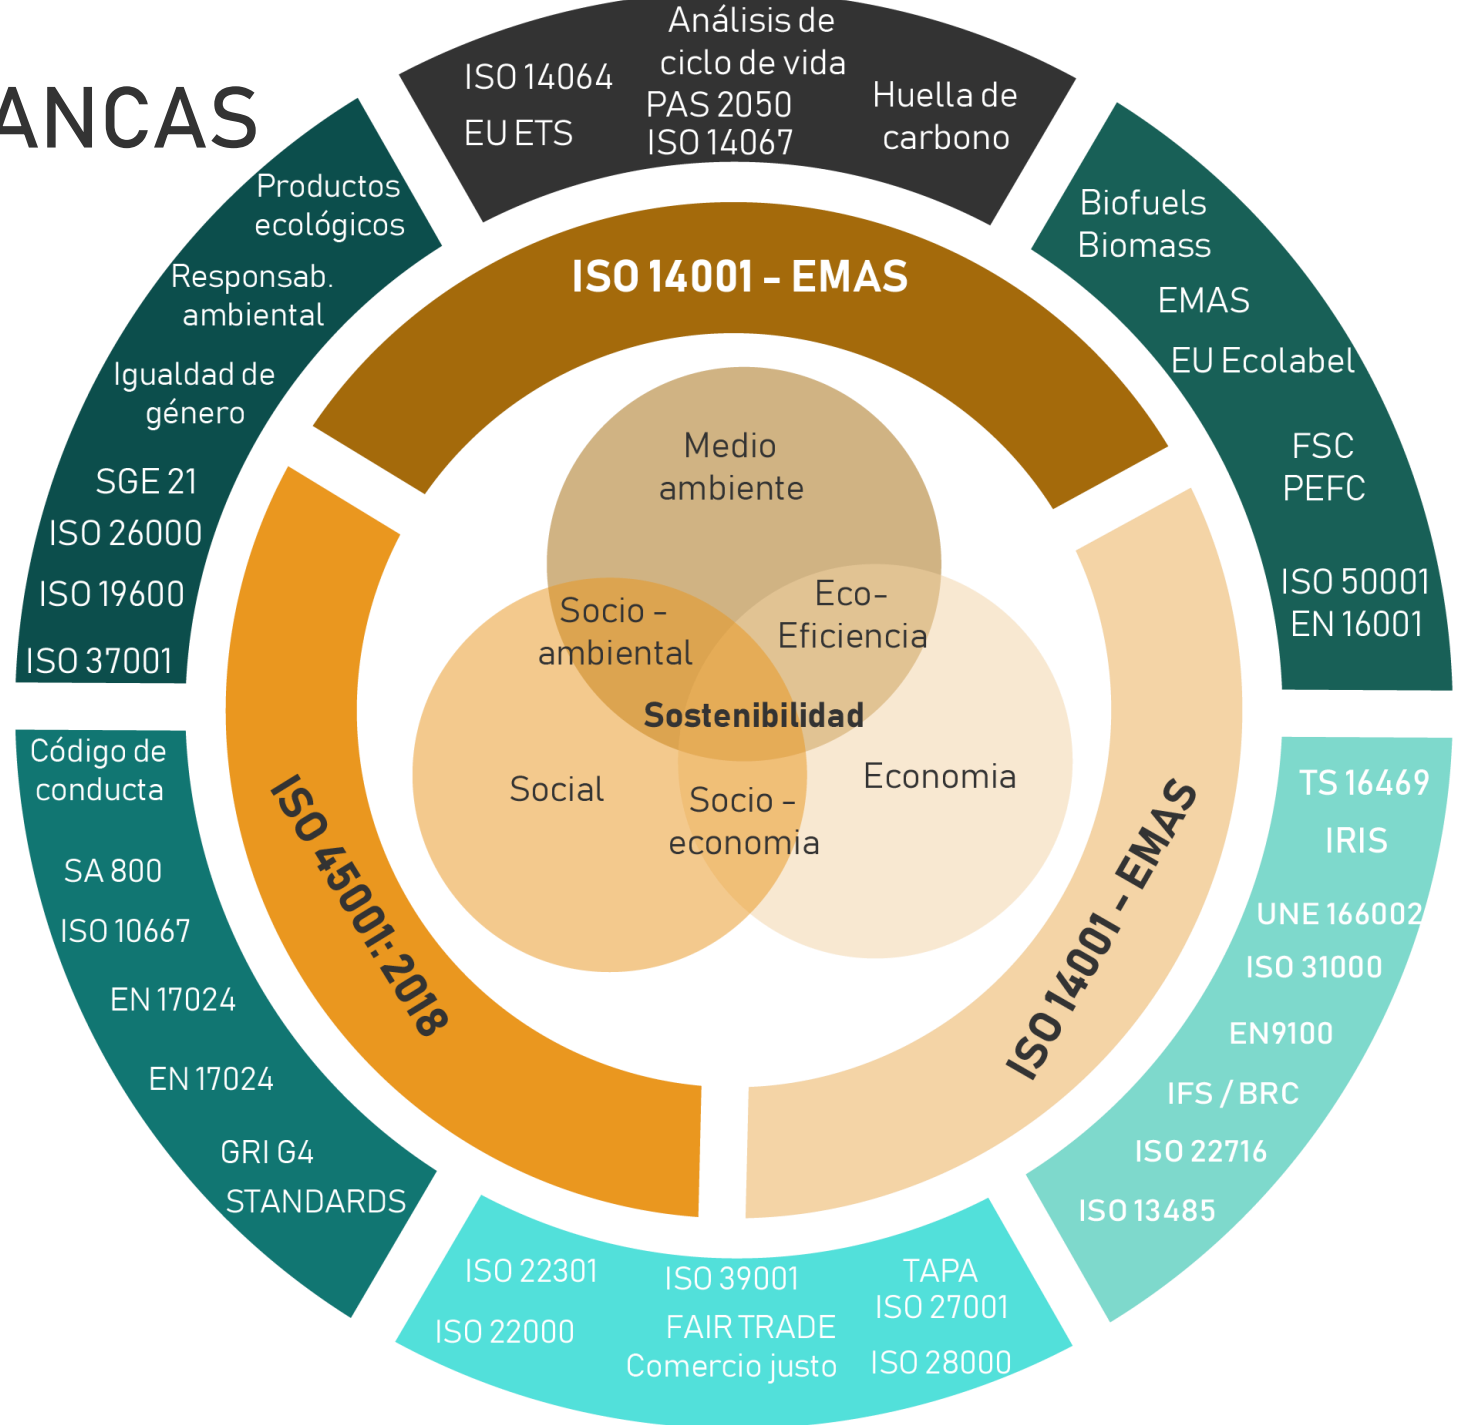 ANCAS
Análisis de
ciclo de vida
PAS 2050
ISO 14067
ISO 14064
EU ETS
Huella de
carbono
Biofuels
Biomass
EMAS
EU Ecolabel
FSC
PEFC
ISO 50001
EN 16001
TS 16469
IRIS
UNE 166002
ISO 31000
EN9100
IFS / BRC
ISO 22716
ISO 13485
TAPA
ISO 27001
ISO 28000
ISO 39001
FAIR TRADE
Comercio justo
ISO 22301
ISO 22000
Código de
conducta
SA 800
ISO 10667
EN 17024
EN 17024
GRI G4
STANDARDS
Productos
ecológicos
Responsab.
ambiental
Igualdad de
género
SGE 21
ISO 26000
ISO 19600
ISO 37001
ISO 14001 - EMAS
ISO 14001 - EMAS
ISO 45001: 2018
Medio
ambiente
Socio -
ambiental
Eco-
Eficiencia
Sostenibilidad
Social
Economia
Socio -
economia